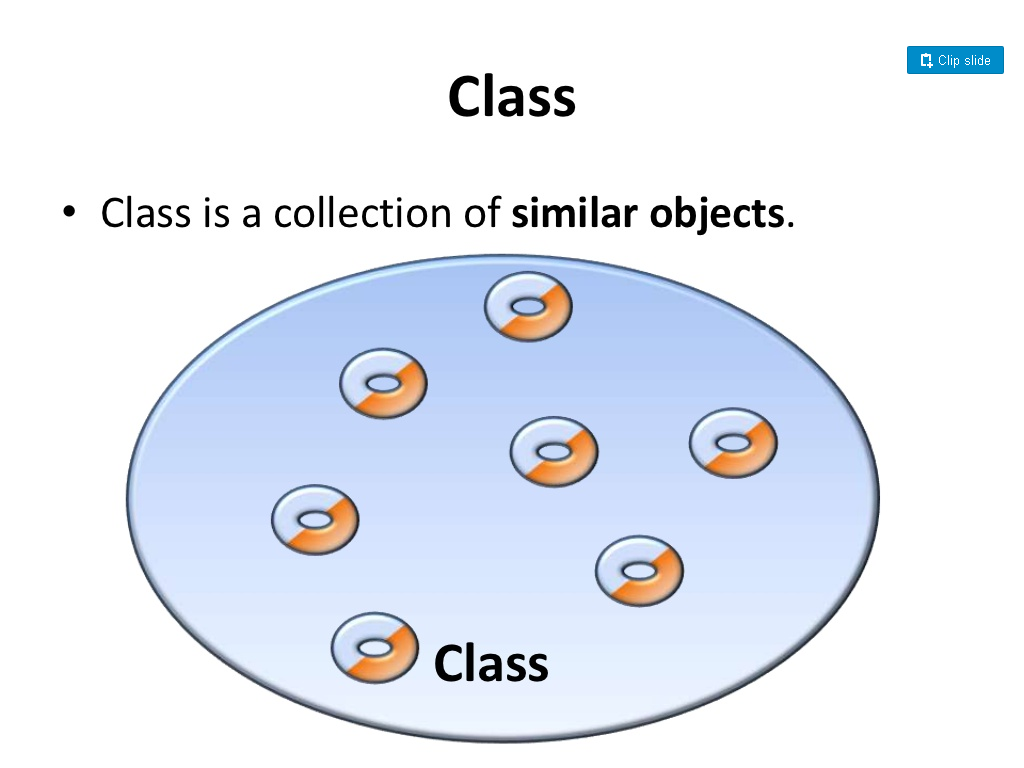 Clip slide
Class
• Class is a collection of similar objects.
Class